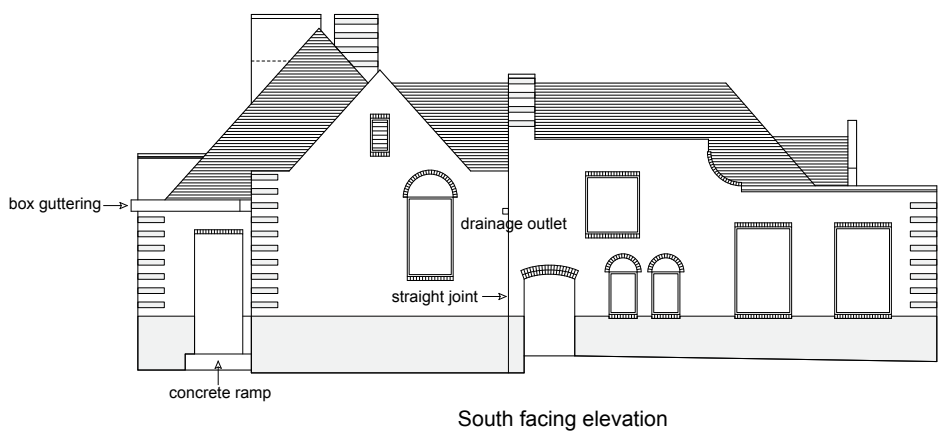 box guttering
drainage outlet
straight joint
concrete ramp
South facing elevation